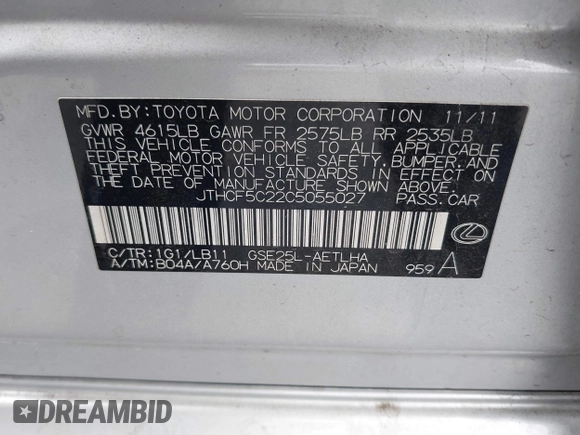 MFD.BY:TOYOTA MOTOR CORPORATION 11/11
GVWR 4615LB GAWR FR 2575LB RR 2535LB
THIS VEHICLE CONFORMS TO ALL APPLICABLE
FEDERAL MOTOR VEHICLE SAFETY,BUMPER,AND
THEFT PREVENTION STANDARDS IN EFFECT ON
THE DATE OF MANUFACTURE SHOWN ABOVE.
JTHCF5C22C5055027 PASS.CAR
C/TR:1G1/LB11 GSE25L-AETLHA
A/TM:B04A/A760H MADE IN JAPAN 959 A
DREAMBID